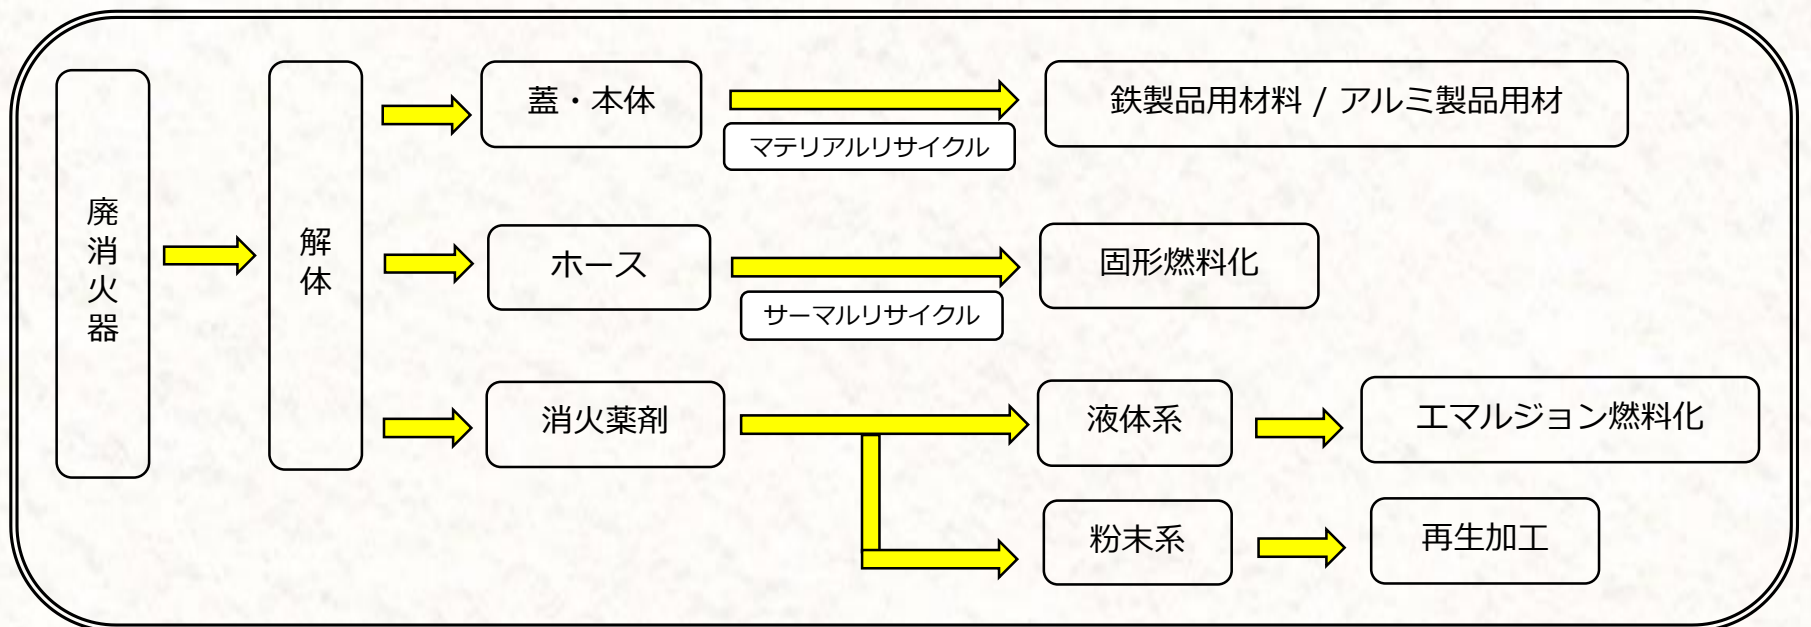 廃消火器
解体
蓋・本体
マテリアルリサイクル
鉄製品用材料 / アルミ製品用材
ホース
サーマルリサイクル
固形燃料化
消火薬剤
液体系
エマルジョン燃料化
粉末系
再生加工